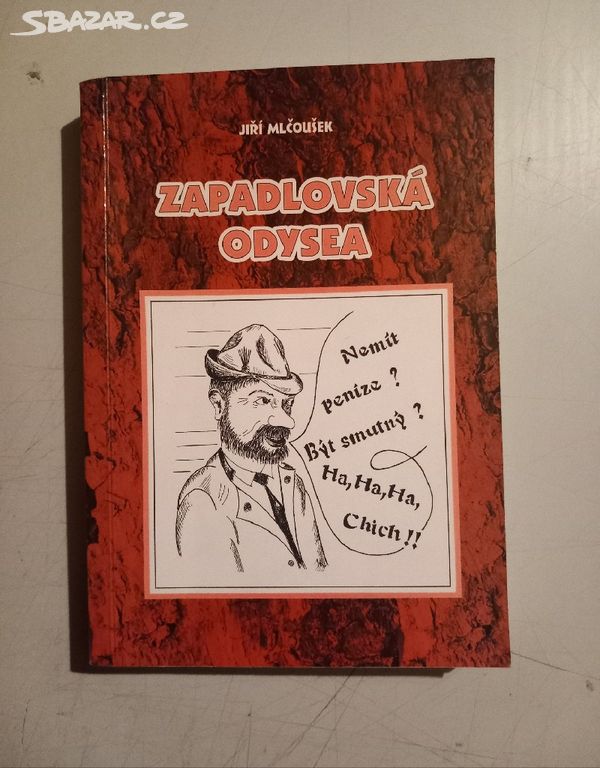 SBAZAR.CZ
JIŘÍ MLČOUŠEK
ZAPADLOVSKÁ
ODYSEA
Nemít
peníze ?
Být smutný ?
Ha, Ha, Ha,
Chich !!